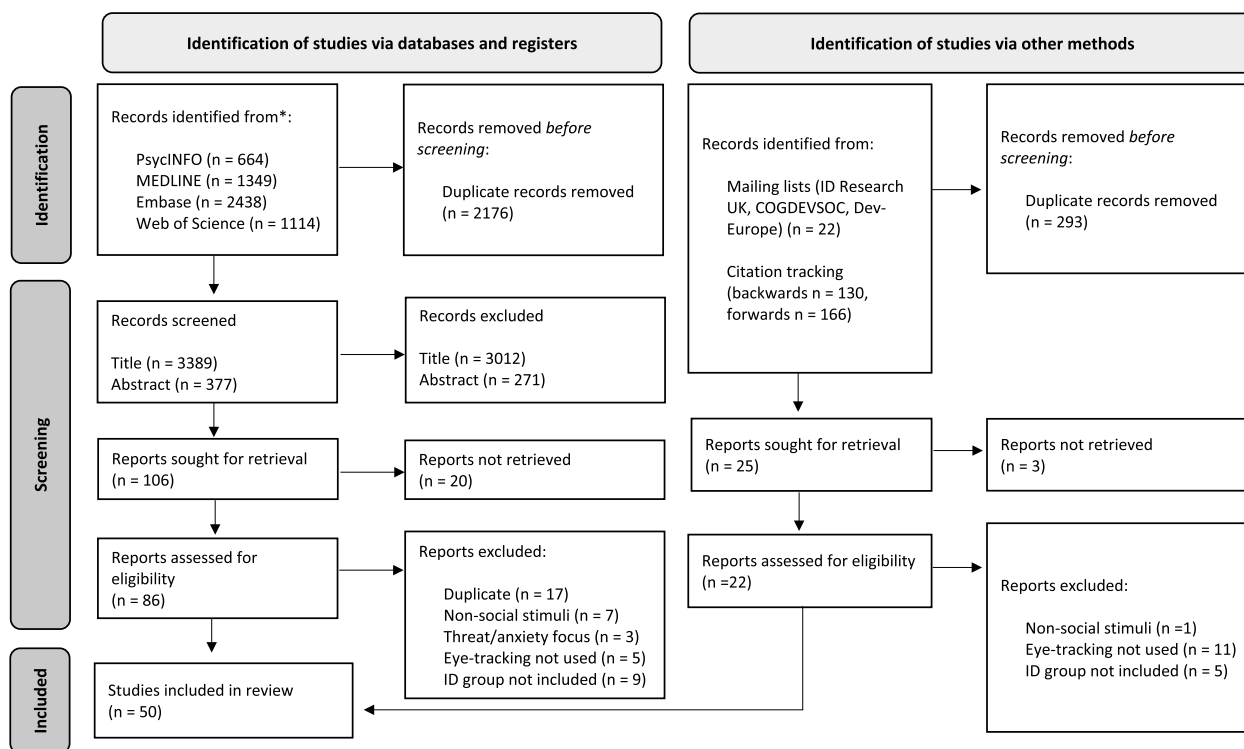 Identification of studies via databases and registers
Identification of studies via other methods
Identification
Records identified from*:
PsycINFO (n = 664)
MEDLINE (n = 1349)
Embase (n = 2438)
Web of Science (n = 1114)
Records removed before
screening:
Duplicate records removed
(n = 2176)
Records identified from:
Mailing lists (ID Research
UK, COGDEVSOC, Dev-
Europe) (n = 22)
Citation tracking
(backwards n = 130,
forwards n = 166)
Records removed before
screening:
Duplicate records removed
(n = 293)
Screening
Records screened
Title (n = 3389)
Abstract (n = 377)
Records excluded
Title (n = 3012)
Abstract (n = 271)
Reports sought for retrieval
(n = 106)
Reports not retrieved
(n = 20)
Reports sought for retrieval
(n = 25)
Reports not retrieved
(n = 3)
Reports assessed for
eligibility
(n = 86)
Reports excluded:
Duplicate (n = 17)
Non-social stimuli (n = 7)
Threat/anxiety focus (n = 3)
Eye-tracking not used (n = 5)
ID group not included (n = 9)
Reports assessed for eligibility
(n =22)
Reports excluded:
Non-social stimuli (n =1)
Eye-tracking not used (n = 11)
ID group not included (n = 5)
Included
Studies included in review
(n = 50)